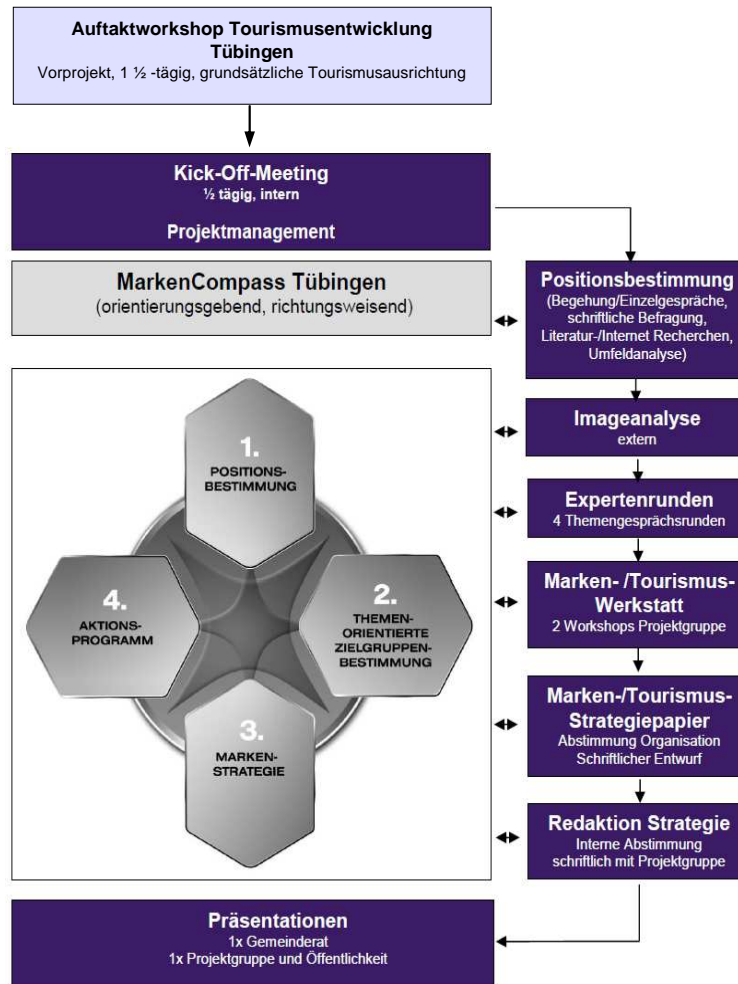 Auftaktworkshop Tourismusentwicklung
Tübingen
Vorprojekt, 1 ½ -tägig, grundsätzliche Tourismusausrichtung
Kick-Off-Meeting
½ tägig, intern
Projektmanagement
MarkenCompass Tübingen
(orientierungsgebend, richtungsweisend)
Positionsbestimmung
(Begehung/Einzelgespräche,
schriftliche Befragung,
Literatur-/Internet Recherchen,
Umfeldanalyse)
1.
POSITIONS-
BESTIMMUNG
2.
THEMEN-
ORIENTIERTE
ZIELGRUPPEN-
BESTIMMUNG
3.
MARKEN-
STRATEGIE
4.
AKTIONS-
PROGRAMM
Imageanalyse
extern
Expertenrunden
4 Themengesprächsrunden
Marken- /Tourismus-
Werkstatt
2 Workshops Projektgruppe
Marken-/Tourismus-
Strategiepapier
Abstimmung Organisation
Schriftlicher Entwurf
Redaktion Strategie
Interne Abstimmung
schriftlich mit Projektgruppe
Präsentationen
1x Gemeinderat
1x Projektgruppe und Öffentlichkeit